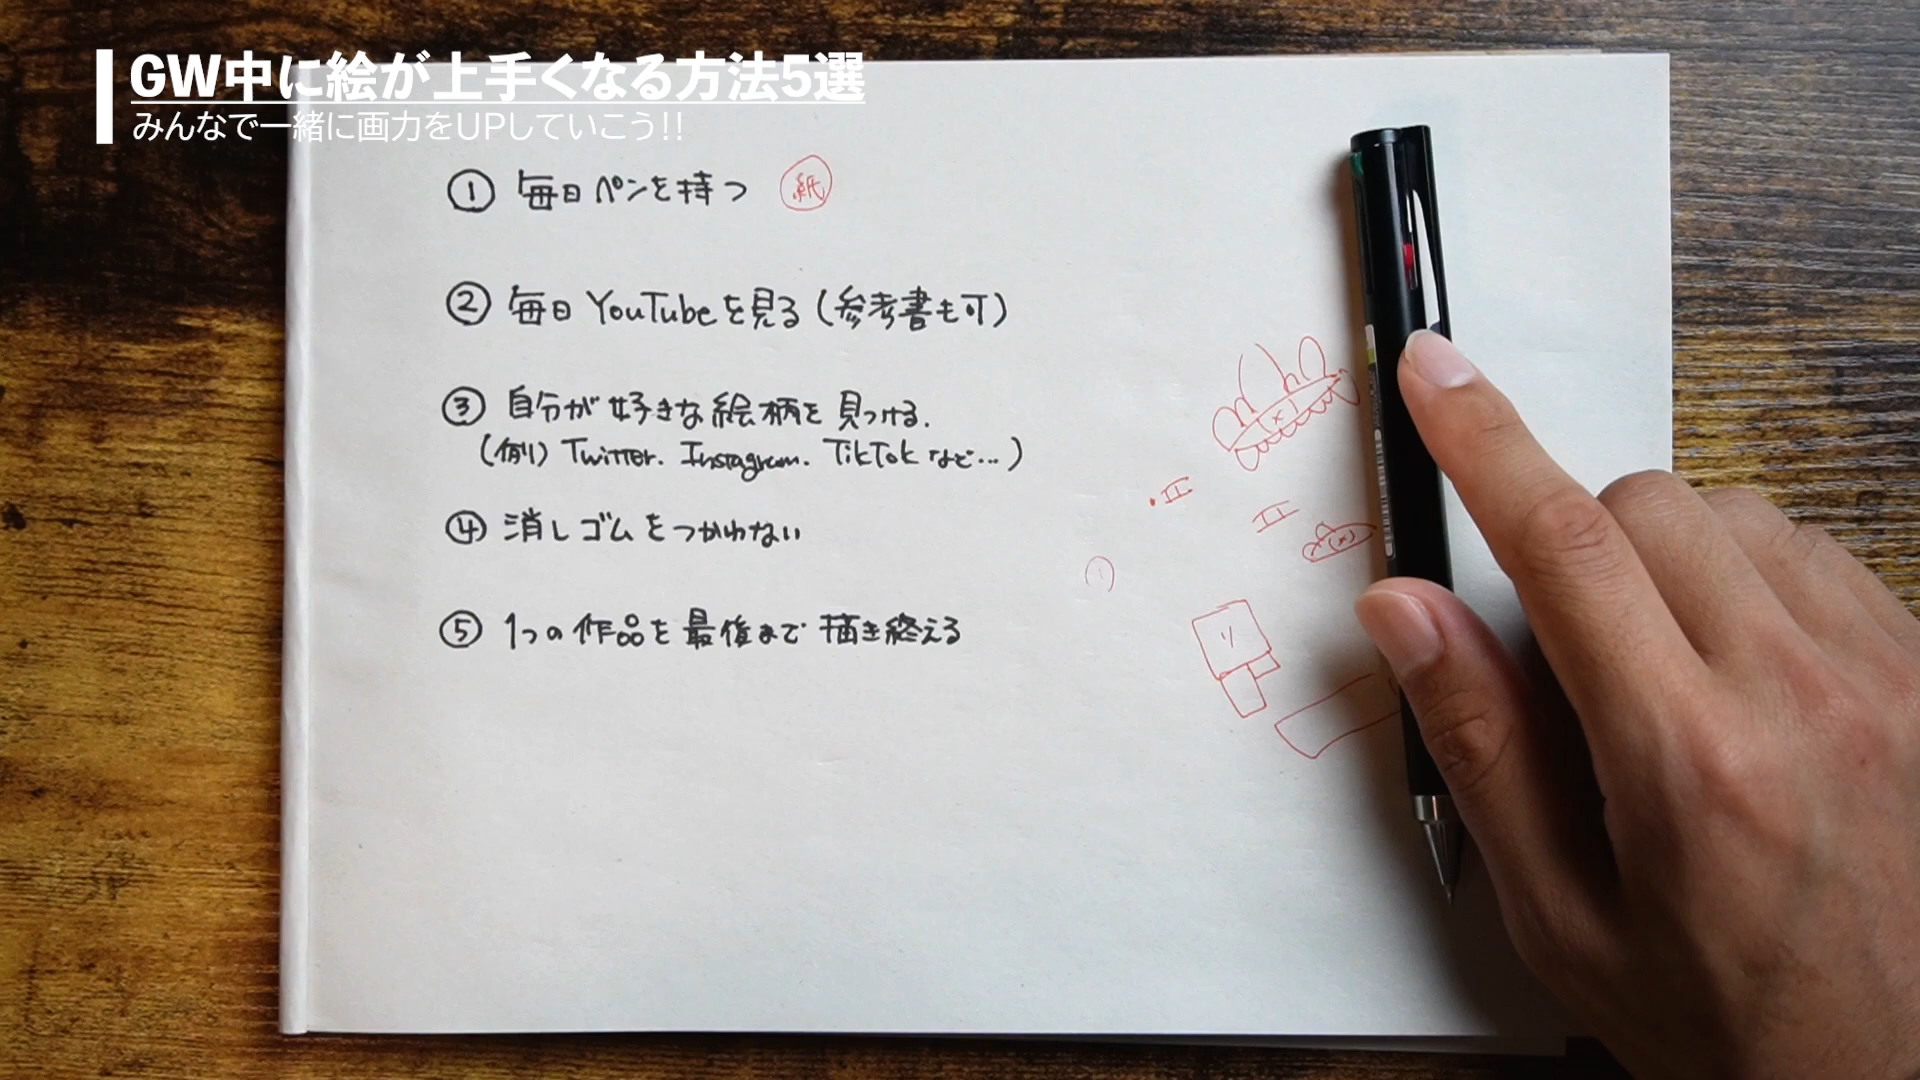 GW中に絵が上手くなる方法5選
みんなで一緒に画力をUPしていこう!!
① 毎日ペンを持つ 紙
② 毎日YouTubeを見る(参考書も可)
③ 自分が好きな絵柄を見つける.
(例) Twitter. Instagram. TikTok など…)
④ 消しゴムをつかわない
⑤ 1つの作品を最後まで描き終える